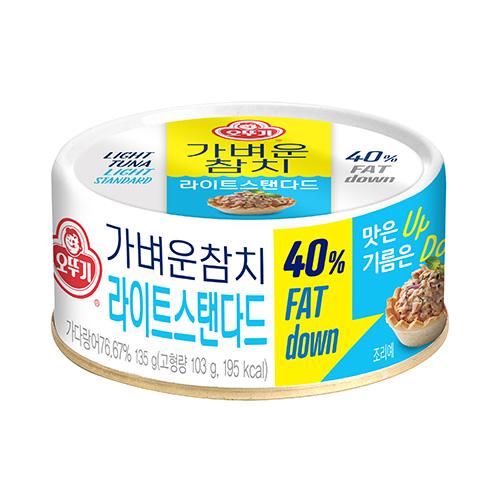 오뚜기
가벼운
참치
라이트스탠다드
LIGHT
TUNA
LIGHT
STANDARD
40%
FAT
down
오뚜기
®
가벼운참치
라이트스탠다드
가다랑어76.67% 135 g(고형량 103 g, 195 kcal)
40%
FAT
down
맛은 Up
기름은 Do
조리예